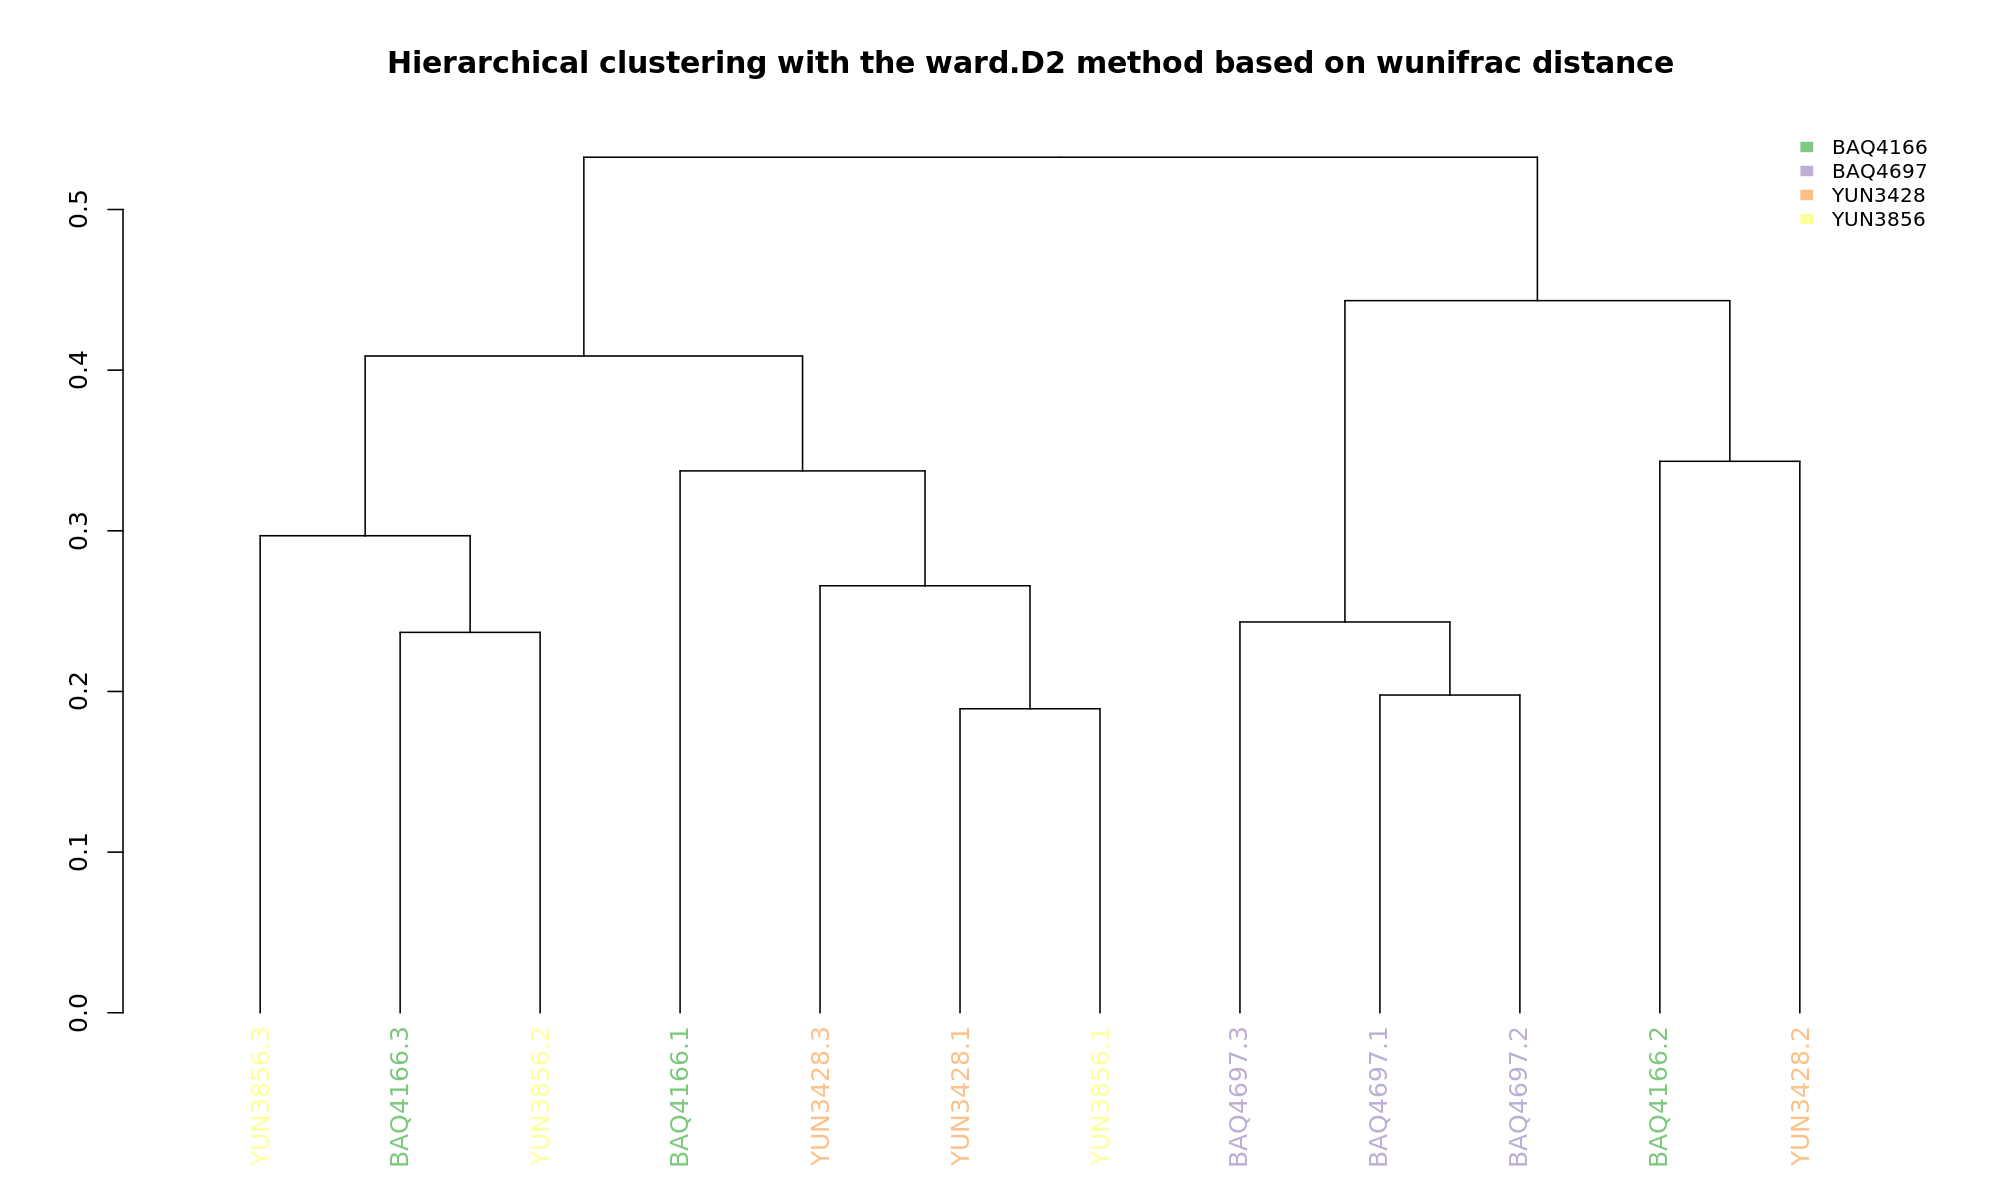 Hierarchical clustering with the ward.D2 method based on wunifrac distance
BAQ4166
BAQ4697
YUN3428
YUN3856
0.5
0.4
0.3
0.2
0.1
0.0
YUN3856.3
BAQ4166.3
YUN3856.2
BAQ4166.1
YUN3428.3
YUN3428.1
YUN3856.1
BAQ4697.3
BAQ4697.1
BAQ4697.2
BAQ4166.2
YUN3428.2